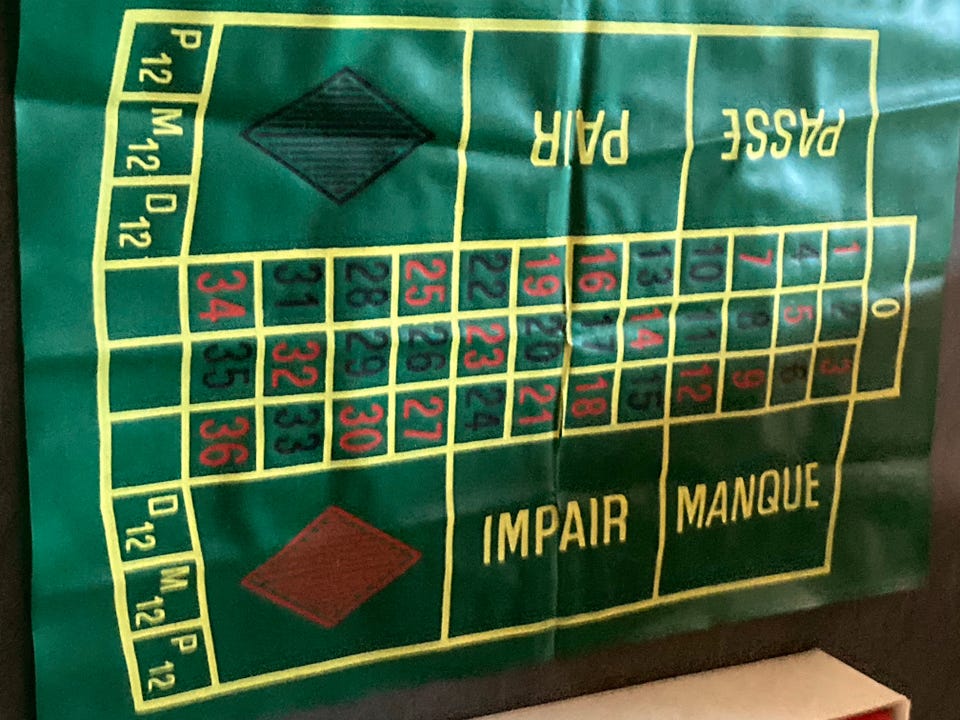 0
PASSE
MANQUE
PAIR
IMPAIR
1 2 3
4 5 6
7 8 9
10 11 12
13 14 15
16 17 18
19 20 21
22 23 24
25 26 27
28 29 30
31 32 33
34 35 36
P 12
M 12
D 12
D 12
M 12
P 12